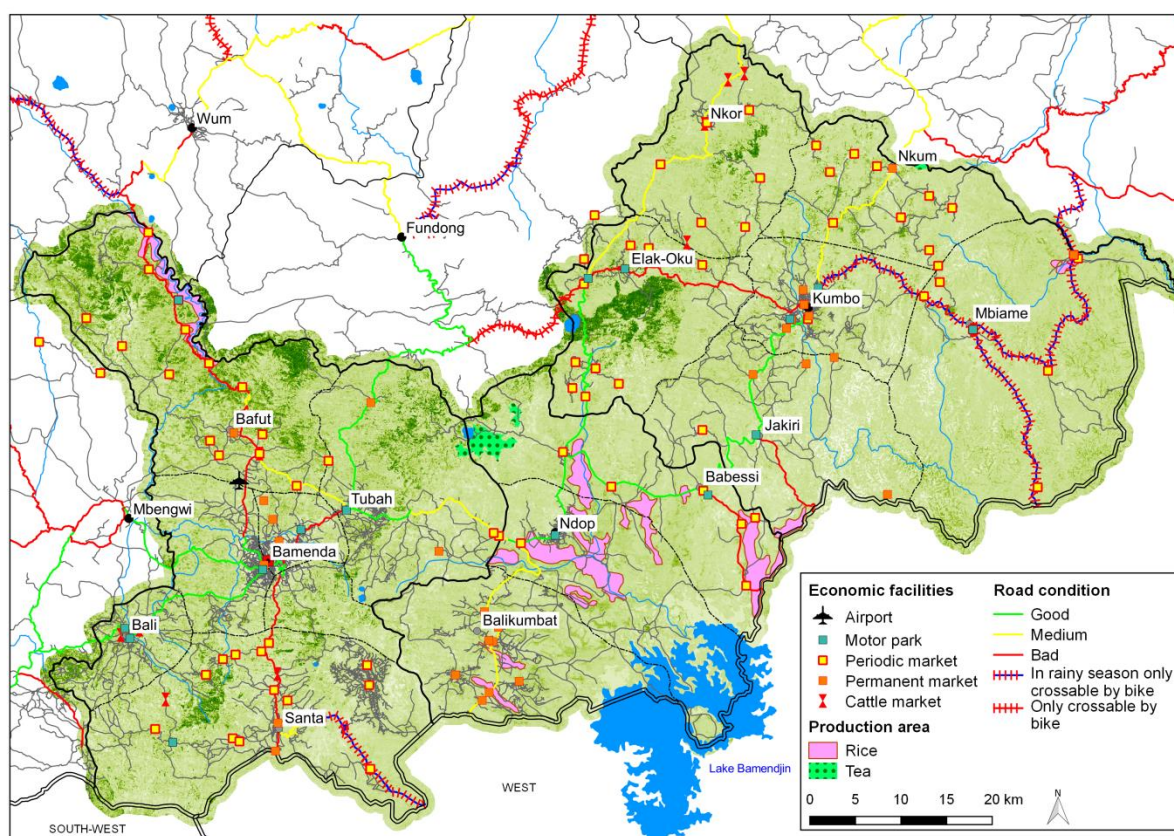 Wum
Nkor
Nkum
Fundong
Elak-Oku
Kumbo
Mbiame
Bafut
Jakiri
Babessi
Mbengwi
Tubah
Ndop
Bamenda
Bali
Balikumbat
Santa
Lake Bamendjin
WEST
SOUTH-WEST
Economic facilities
Airport
Motor park
Periodic market
Permanent market
Cattle market
Production area
Rice
Tea
Road condition
Good
Medium
Bad
In rainy season only
crossable by bike
Only crossable by
bike
0 5 10 15 20 km
N